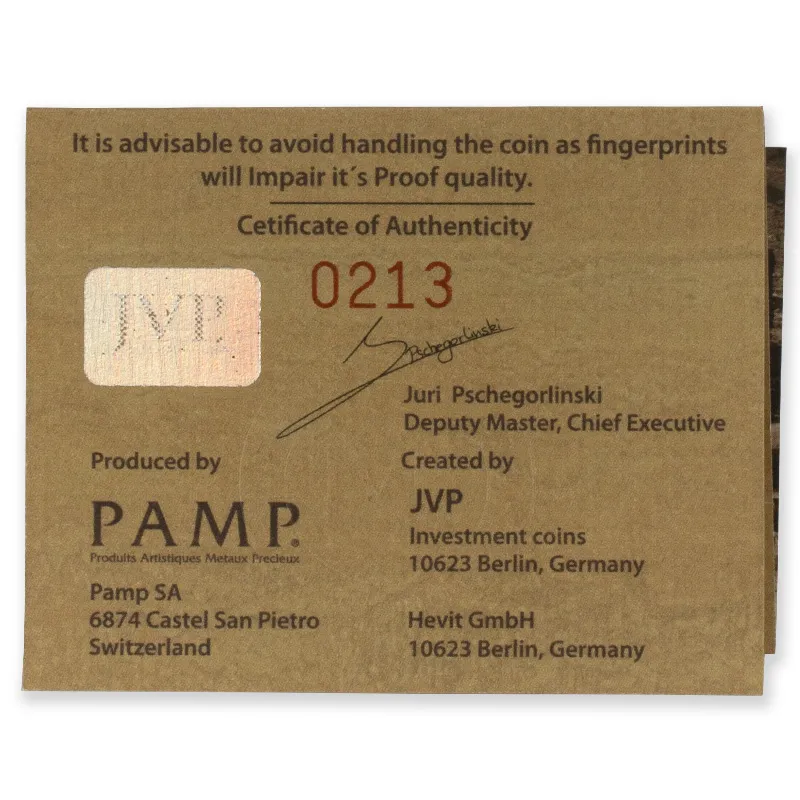 It is advisable to avoid handling the coin as fingerprints
will Impair it´s Proof quality.
Cetificate of Authenticity
JVP
0213
Pschegorlinski
Juri Pschegorlinski
Deputy Master, Chief Executive
Produced by
PAMP®
Produits Artistiques Metaux Precieux
Pamp SA
6874 Castel San Pietro
Switzerland
Created by
JVP
Investment coins
10623 Berlin, Germany
Hevit GmbH
10623 Berlin, Germany